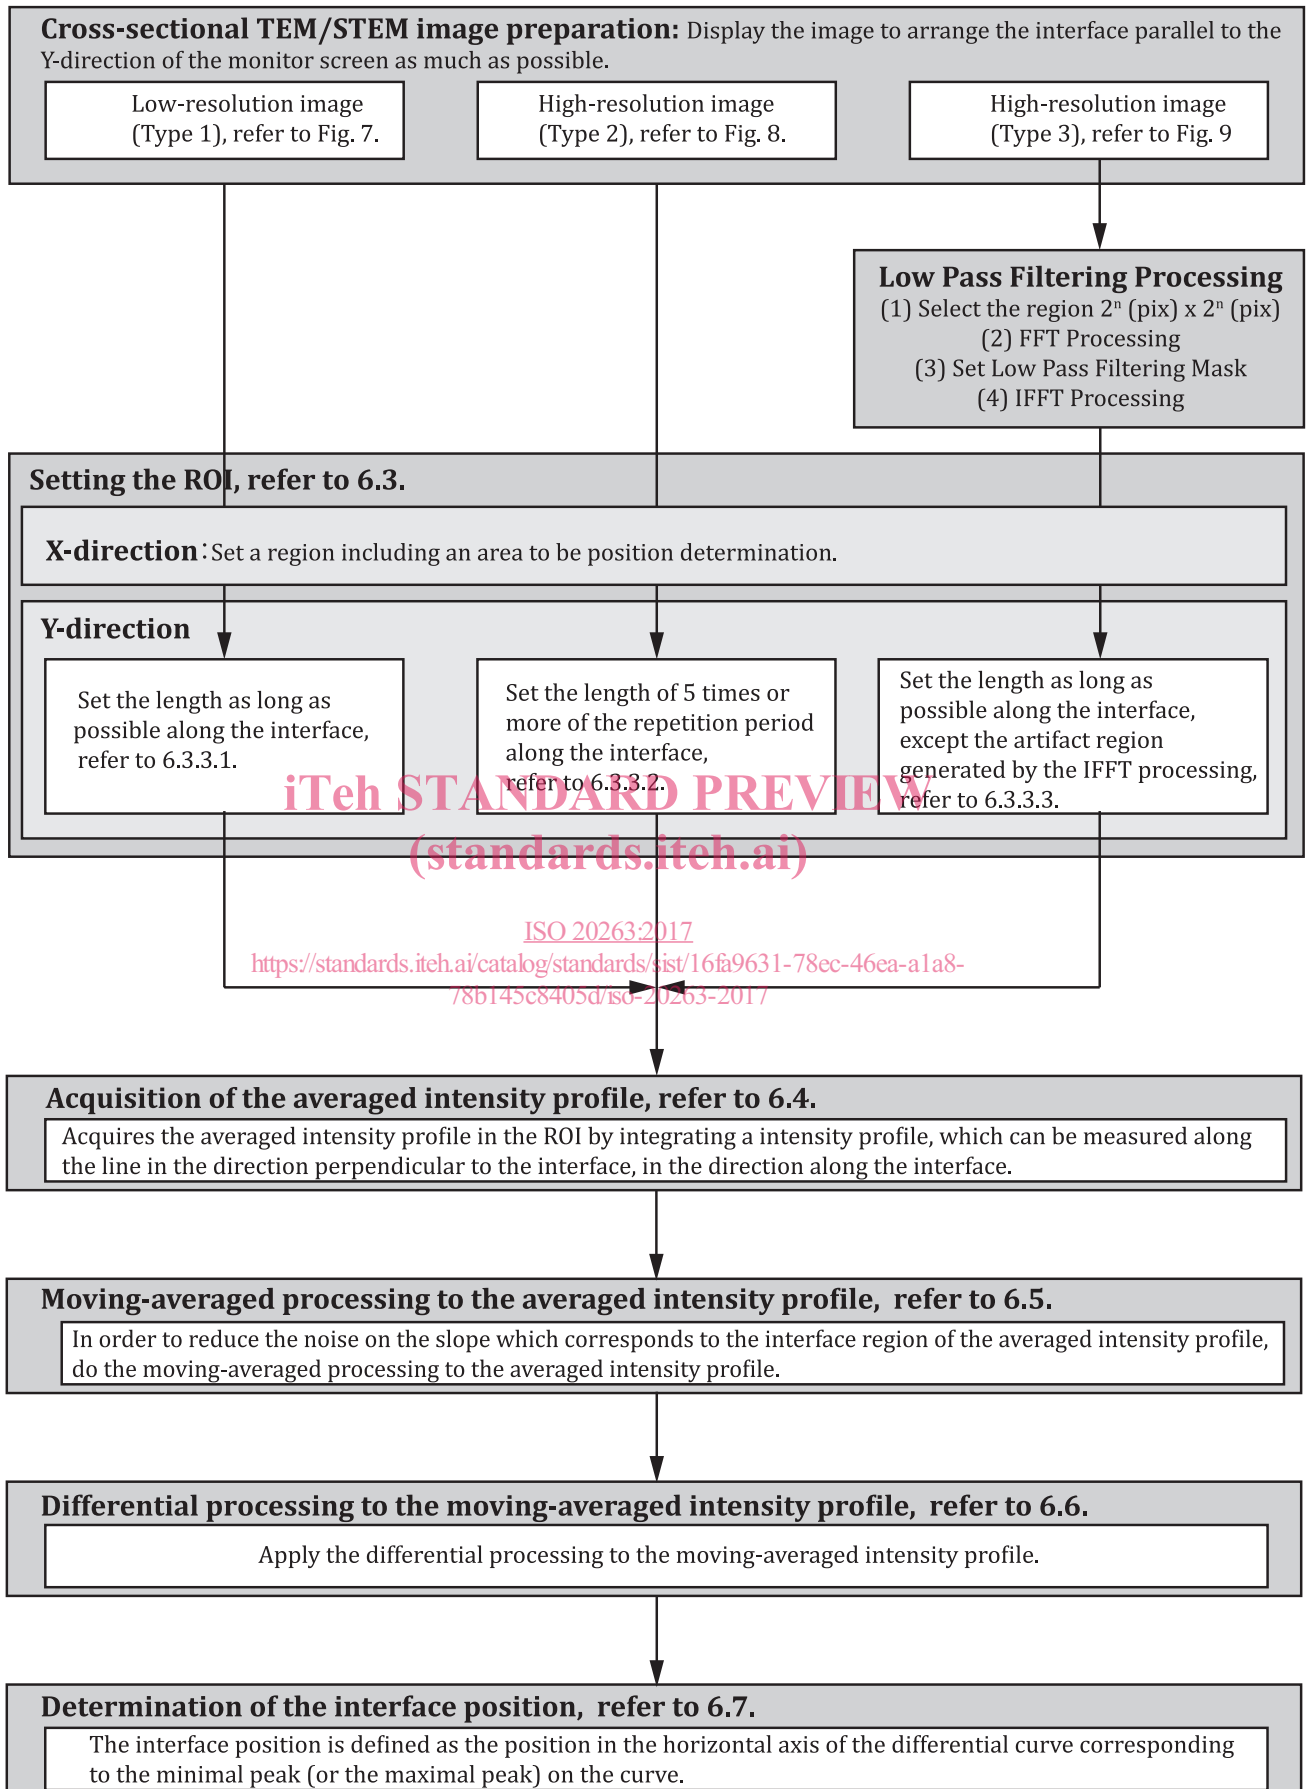 Cross-sectional TEM/STEM image preparation: Display the image to arrange the interface parallel to the
Y-direction of the monitor screen as much as possible.
Low-resolution image
(Type 1), refer to Fig. 7.
High-resolution image
(Type 2), refer to Fig. 8.
High-resolution image
(Type 3), refer to Fig. 9
Low Pass Filtering Processing
(1) Select the region 2ⁿ (pix) x 2ⁿ (pix)
(2) FFT Processing
(3) Set Low Pass Filtering Mask
(4) IFFT Processing
Setting the ROI, refer to 6.3.
X-direction: Set a region including an area to be position determination.
Y-direction
Set the length as long as
possible along the interface,
refer to 6.3.3.1.
Set the length of 5 times or
more of the repetition period
along the interface,
refer to 6.3.3.2.
Set the length as long as
possible along the interface,
except the artifact region
generated by the IFFT processing,
refer to 6.3.3.3.
iTeh STANDARD PREVIEW
(standards.iteh.ai)
ISO 20263:2017
https://standards.iteh.ai/catalog/standards/sist/16fa9631-78ec-46ea-a1a8-
78b145c8405d/iso-20263-2017
Acquisition of the averaged intensity profile, refer to 6.4.
Acquires the averaged intensity profile in the ROI by integrating a intensity profile, which can be measured along
the line in the direction perpendicular to the interface, in the direction along the interface.
Moving-averaged processing to the averaged intensity profile, refer to 6.5.
In order to reduce the noise on the slope which corresponds to the interface region of the averaged intensity profile,
do the moving-averaged processing to the averaged intensity profile.
Differential processing to the moving-averaged intensity profile, refer to 6.6.
Apply the differential processing to the moving-averaged intensity profile.
Determination of the interface position, refer to 6.7.
The interface position is defined as the position in the horizontal axis of the differential curve corresponding
to the minimal peak (or the maximal peak) on the curve.